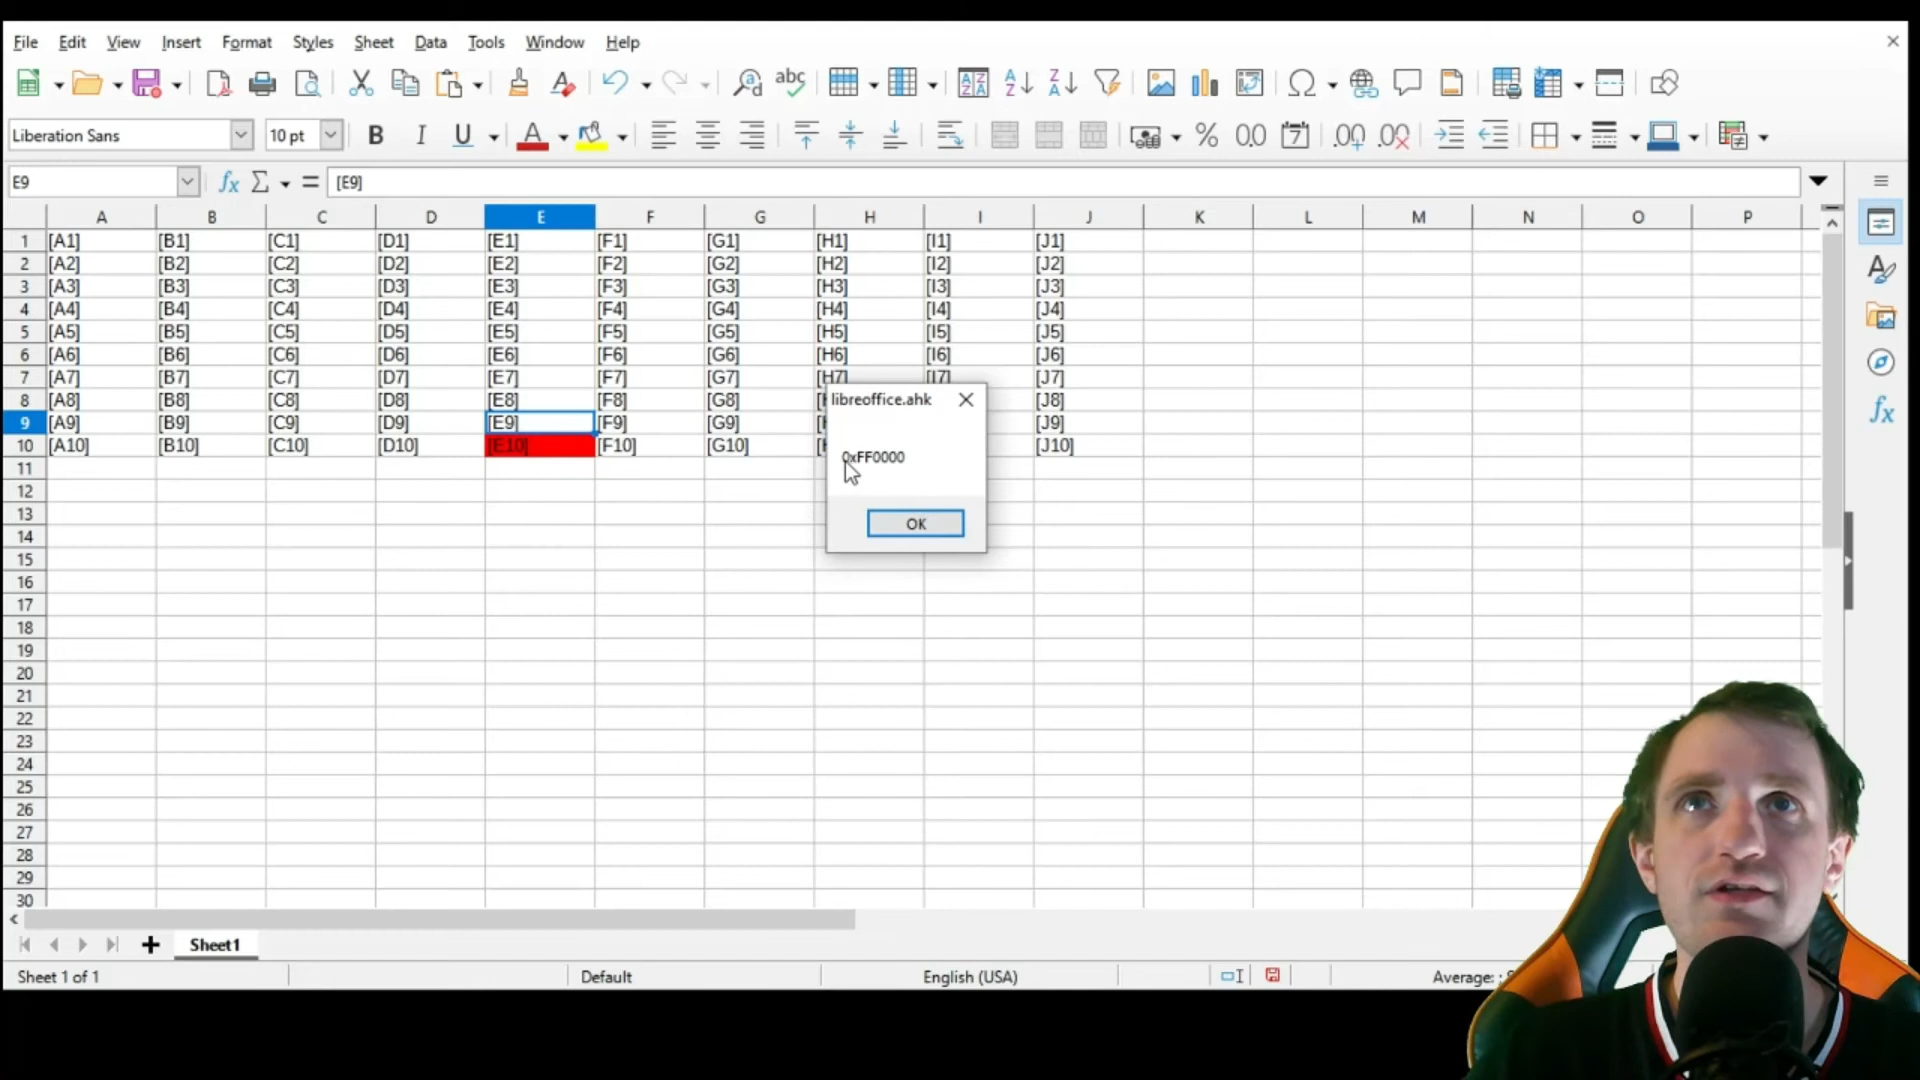 File Edit View Insert Format Styles Sheet Data Tools Window Help
Liberation Sans 10 pt B I U A
E9 fx Σ = [E9]
A B C D E F G H I J K L M N O P
1 [A1] [B1] [C1] [D1] [E1] [F1] [G1] [H1] [I1] [J1]
2 [A2] [B2] [C2] [D2] [E2] [F2] [G2] [H2] [I2] [J2]
3 [A3] [B3] [C3] [D3] [E3] [F3] [G3] [H3] [I3] [J3]
4 [A4] [B4] [C4] [D4] [E4] [F4] [G4] [H4] [I4] [J4]
5 [A5] [B5] [C5] [D5] [E5] [F5] [G5] [H5] [I5] [J5]
6 [A6] [B6] [C6] [D6] [E6] [F6] [G6] [H6] [I6] [J6]
7 [A7] [B7] [C7] [D7] [E7] [F7] [G7] [H7] [I7] [J7]
8 [A8] [B8] [C8] [D8] [E8] [F8] [G8] [J8]
9 [A9] [B9] [C9] [D9] [E9] [F9] [G9] [J9]
10 [A10] [B10] [C10] [D10] [E10] [F10] [G10] [J10]
libreoffice.ahk
0xFF0000
OK
11
12
13
14
15
16
17
18
19
20
21
22
23
24
25
26
27
28
29
30
Sheet1
Sheet 1 of 1 Default English (USA) Average: ;